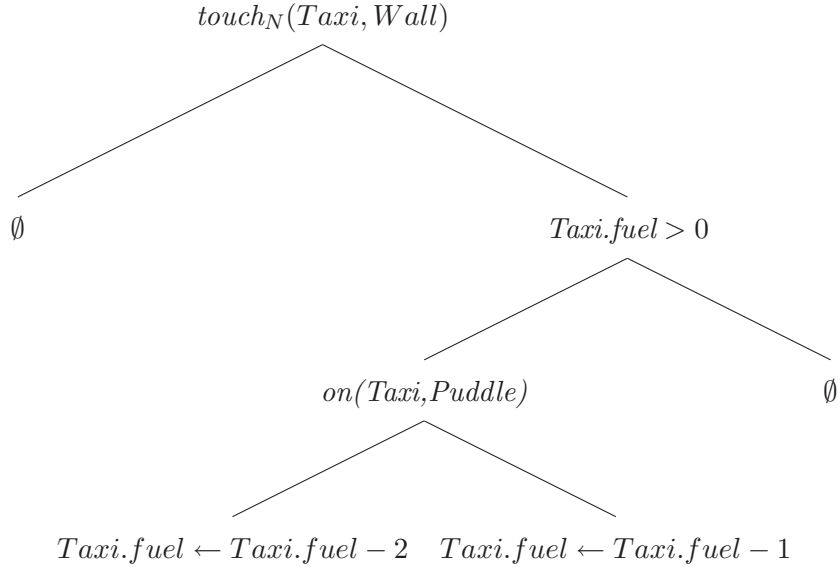 touch_N(Taxi, Wall)
∅
Taxi.fuel > 0
on(Taxi,Puddle)
∅
Taxi.fuel ← Taxi.fuel − 2
Taxi.fuel ← Taxi.fuel − 1